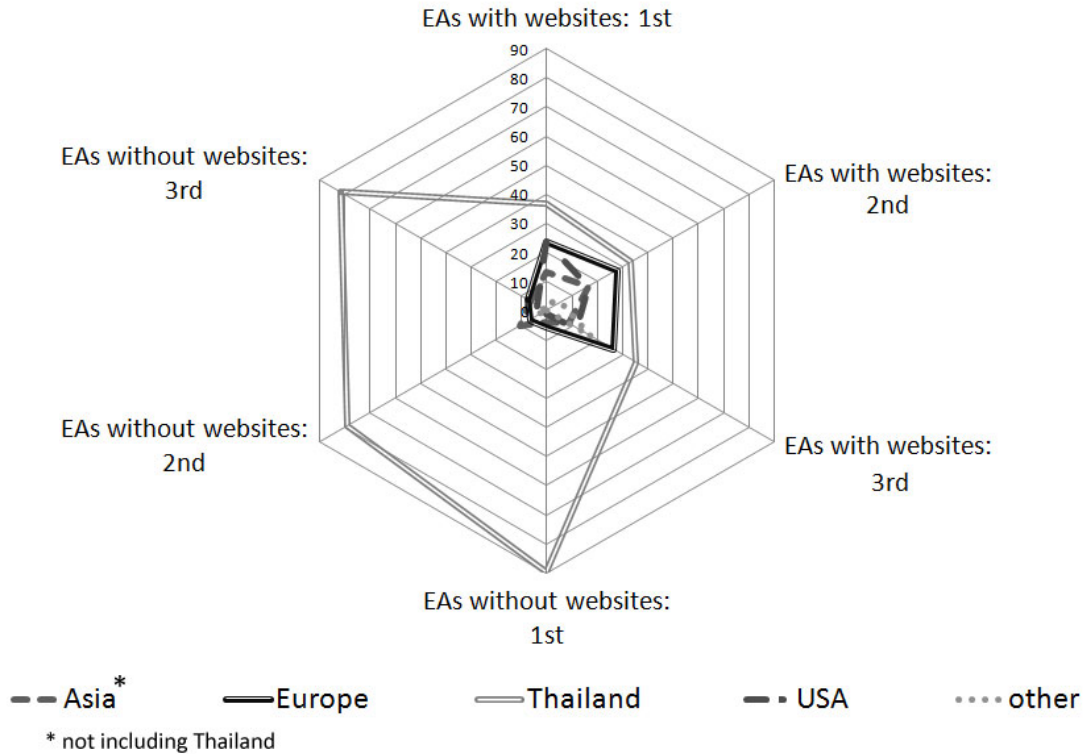 EAs with websites: 1st
90
80
70
60
50
40
30
20
10
0
EAs without websites:
3rd
EAs with websites:
2nd
EAs without websites:
2nd
EAs with websites:
3rd
EAs without websites:
1st
Asia* Europe Thailand USA other
* not including Thailand